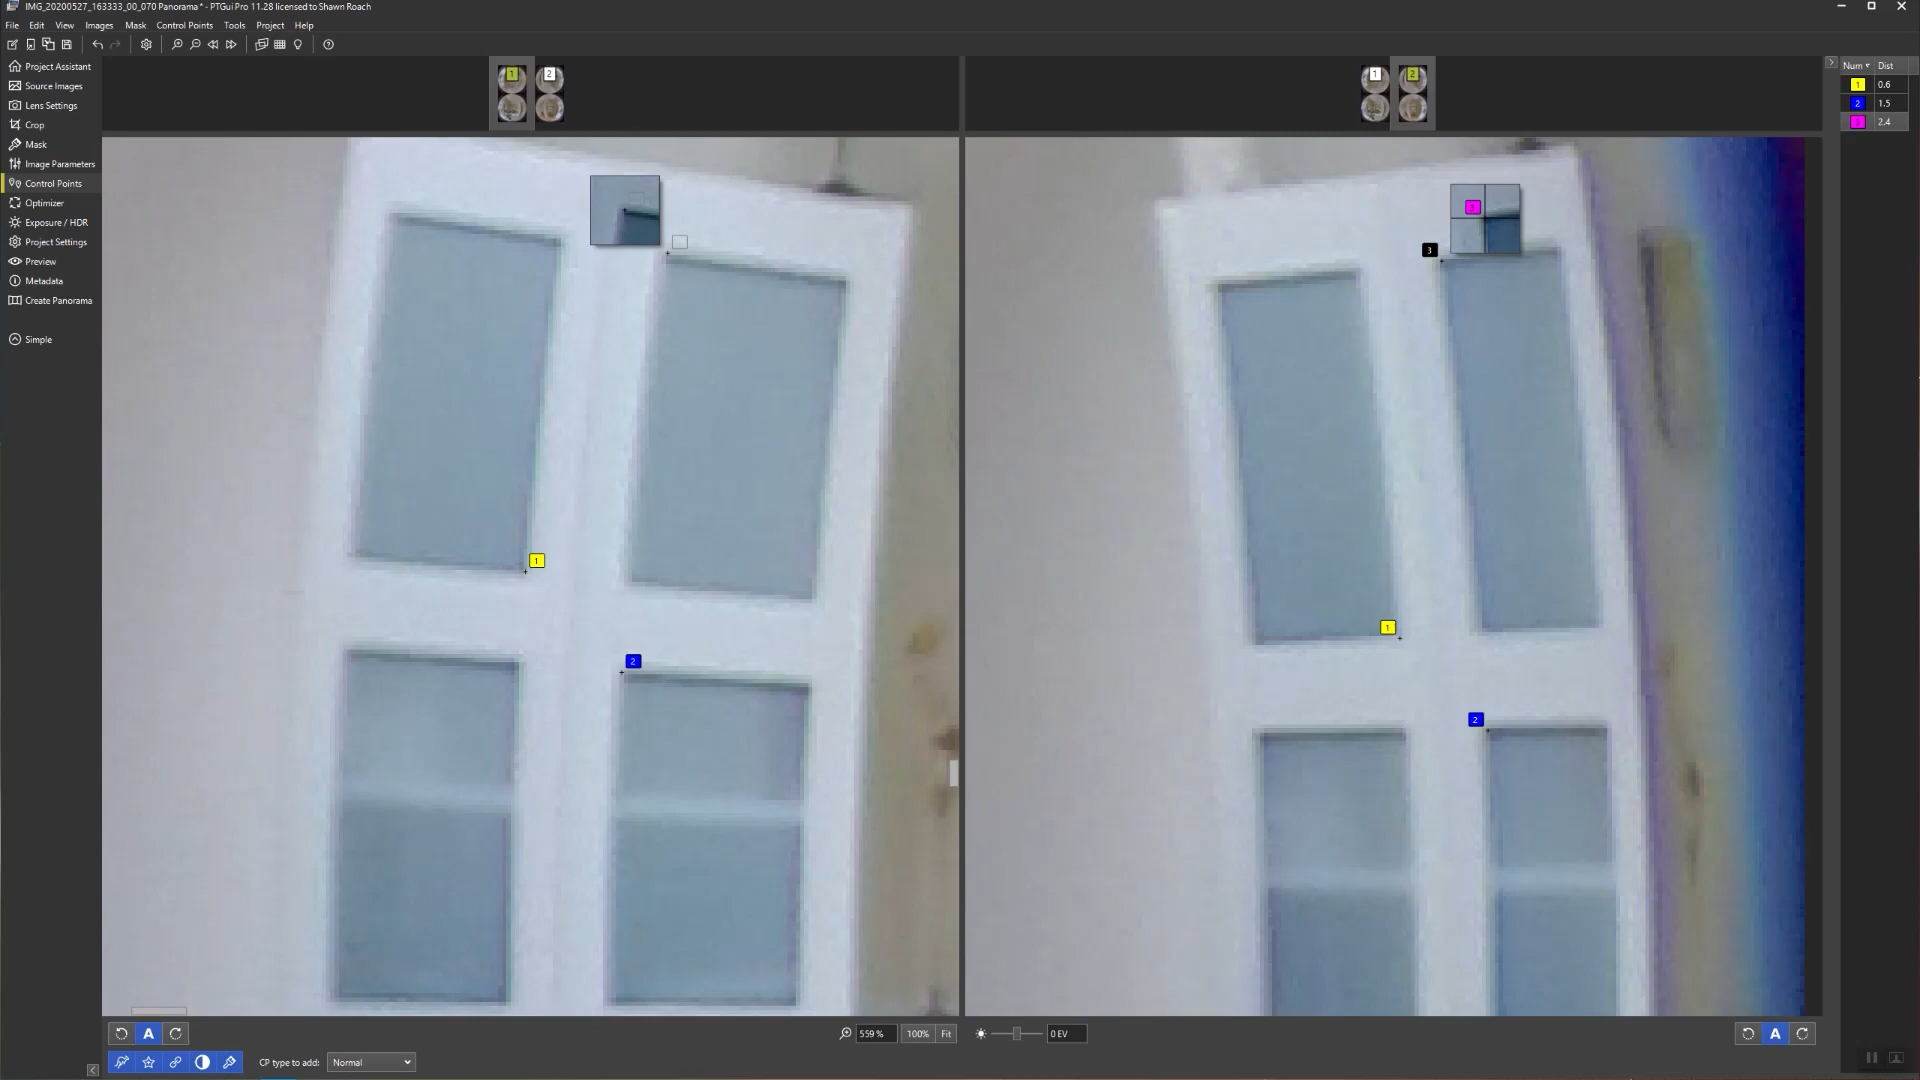 IMG_20200527_163333_00_070 Panorama * - PTGui Pro 11.28 licensed to Shawn Roach
File Edit View Images Mask Control Points Tools Project Help
Project Assistant
Source Images
Lens Settings
Crop
Mask
Image Parameters
Control Points
Optimizer
Exposure / HDR
Project Settings
Preview
Metadata
Create Panorama
Simple
1 2
1 2
Num Dist
1 0.6
2 1.5
3 2.4
3
3
1
1
2
2
A
559 % 100% Fit
0 EV
A
CP type to add: Normal